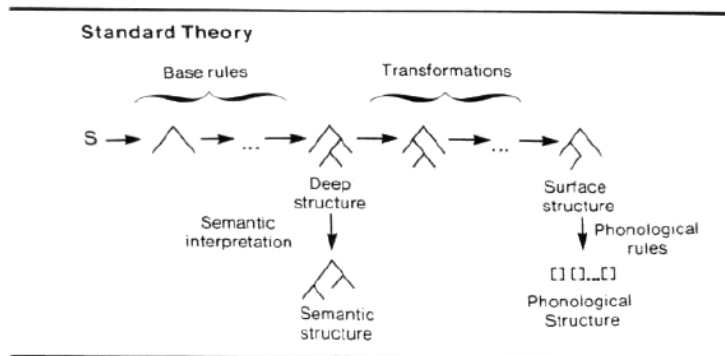 Standard Theory
Base rules
Transformations
S
...
...
Deep
structure
Surface
structure
Semantic
interpretation
Phonological
rules
[] []...[]
Semantic
structure
Phonological
Structure